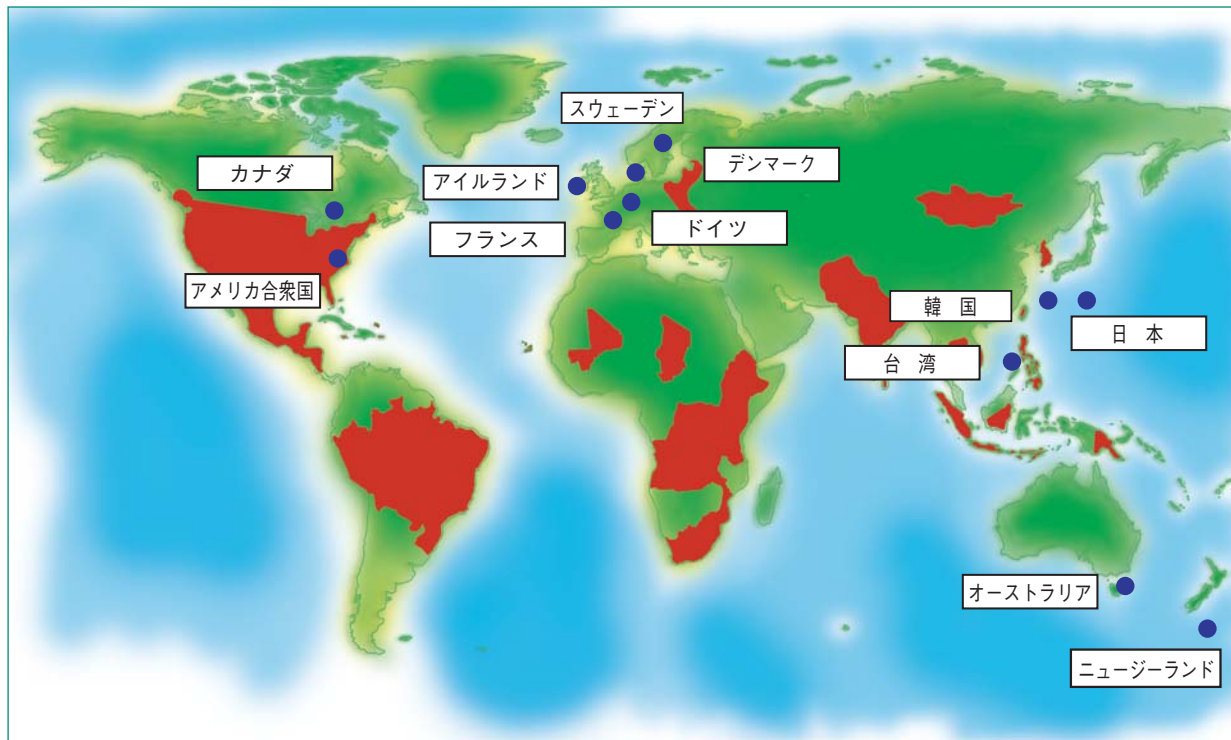 スウェーデン
カナダ
アイルランド
デンマーク
フランス
ドイツ
アメリカ合衆国
韓　国
日　本
台　湾
オーストラリア
ニュージーランド